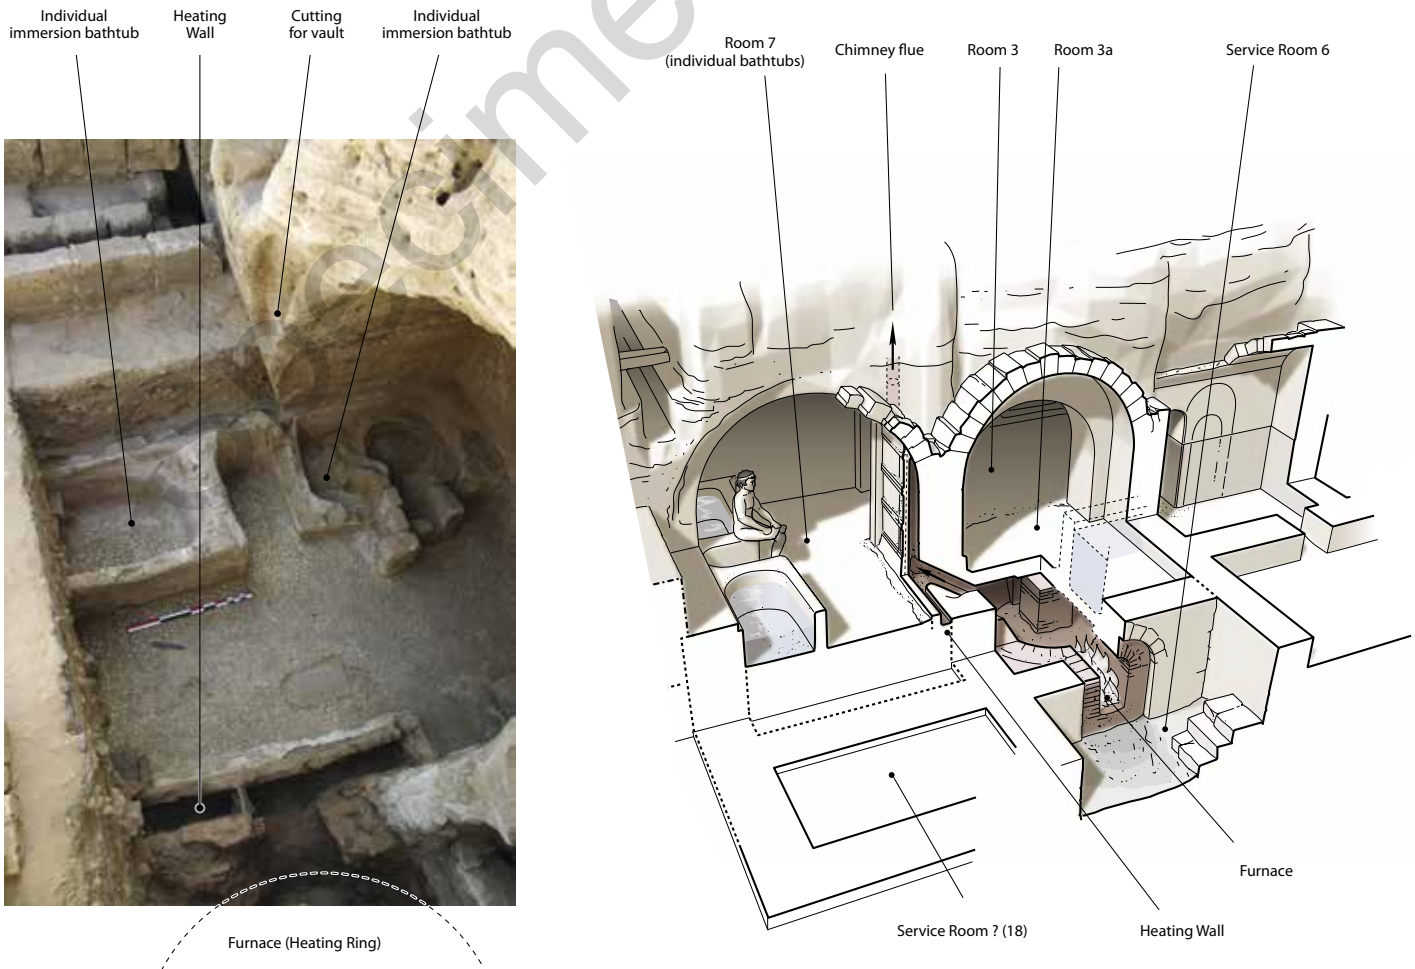 Individual
immersion bathtub
Heating
Wall
Cutting
for vault
Individual
immersion bathtub
Room 7
(individual bathtubs)
Chimney flue
Room 3
Room 3a
Service Room 6
Furnace
Furnace (Heating Ring)
Service Room ? (18)
Heating Wall